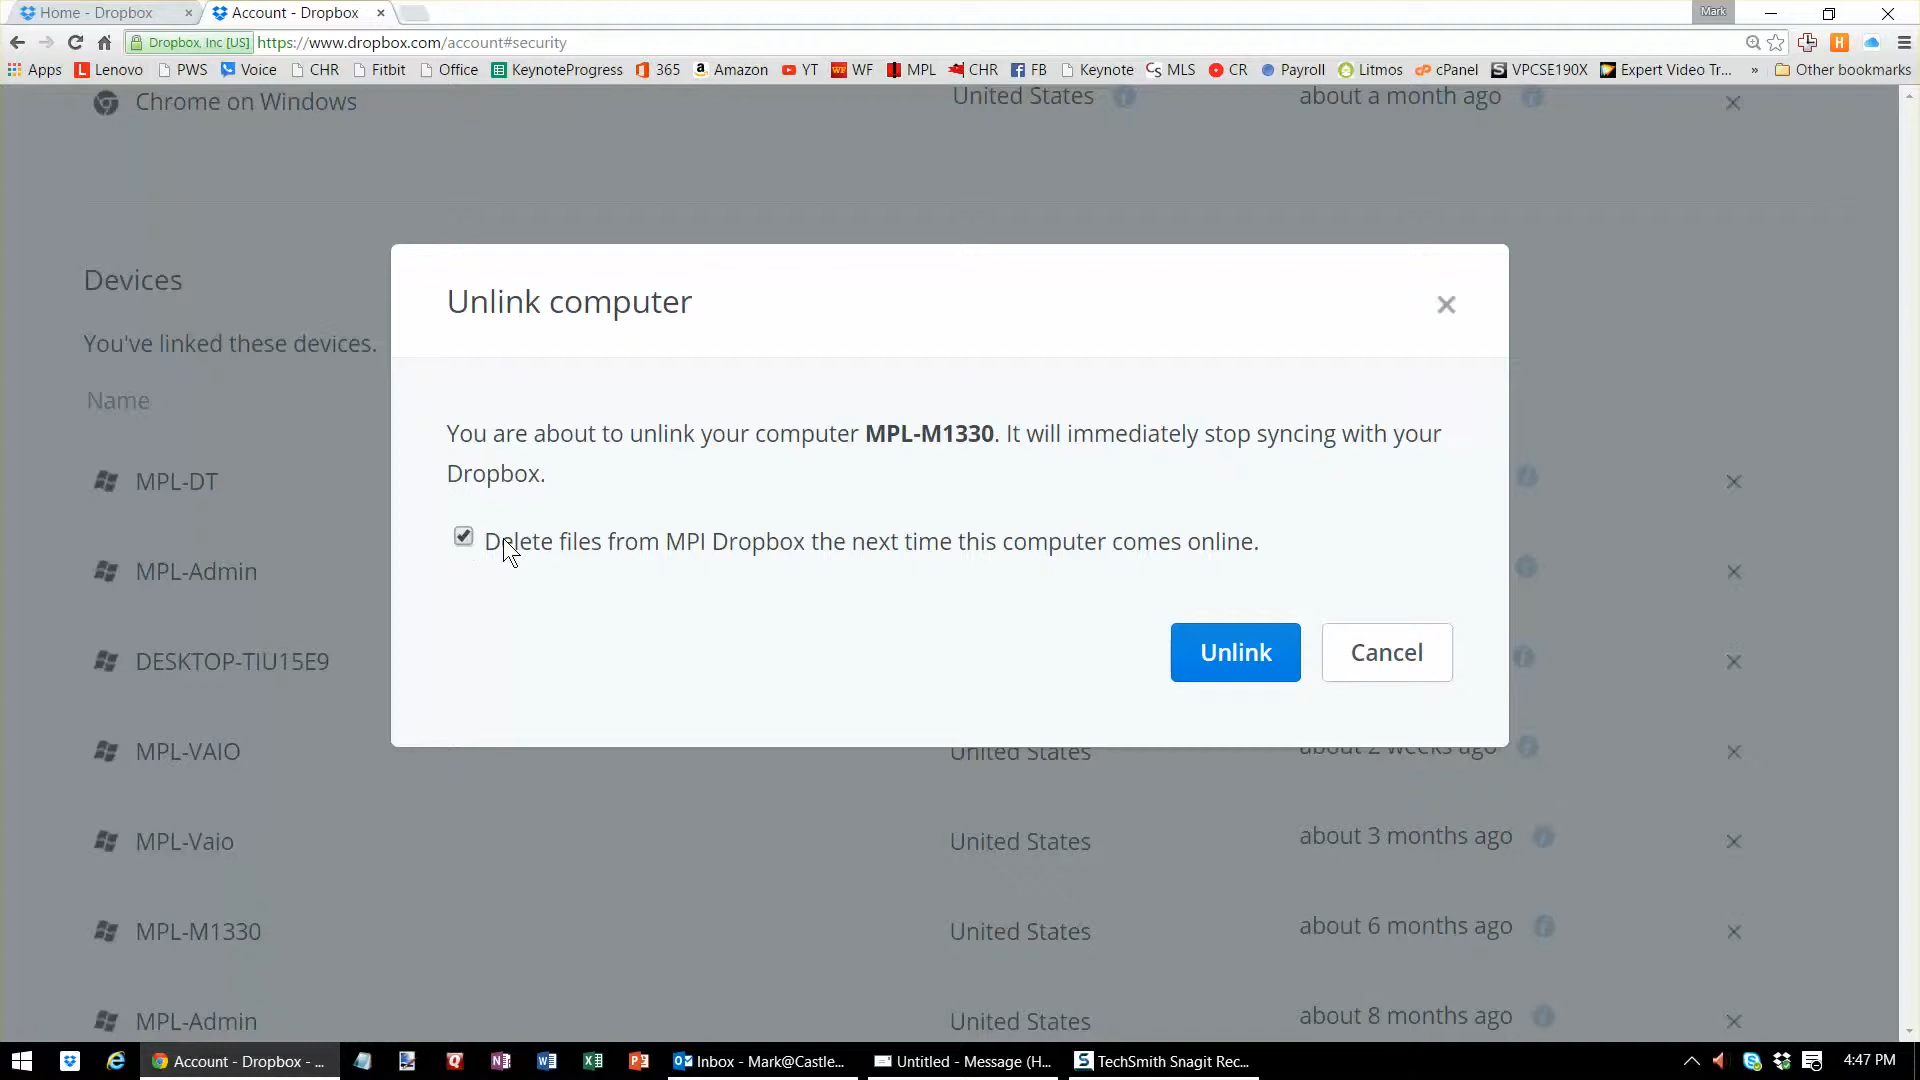 Home - Dropbox
Account - Dropbox
Mark
Dropbox, Inc [US] https://www.dropbox.com/account#security
Apps Lenovo PWS Voice CHR Fitbit Office KeynoteProgress 365 Amazon YT WF MPL CHR FB Keynote MLS CR Payroll Litmos cPanel VPCSE190X Expert Video Tr... » Other bookmarks
Chrome on Windows United States about a month ago
Devices
You've linked these devices.
Name
Unlink computer
You are about to unlink your computer MPL-M1330. It will immediately stop syncing with your
Dropbox.
Delete files from MPI Dropbox the next time this computer comes online.
Unlink Cancel
MPL-DT
MPL-Admin
DESKTOP-TIU15E9
MPL-VAIO United States about 2 weeks ago
MPL-Vaio United States about 3 months ago
MPL-M1330 United States about 6 months ago
MPL-Admin United States about 8 months ago
Account - Dropbox - ... Inbox - Mark@Castle... Untitled - Message (H... TechSmith Snagit Rec... 4:47 PM